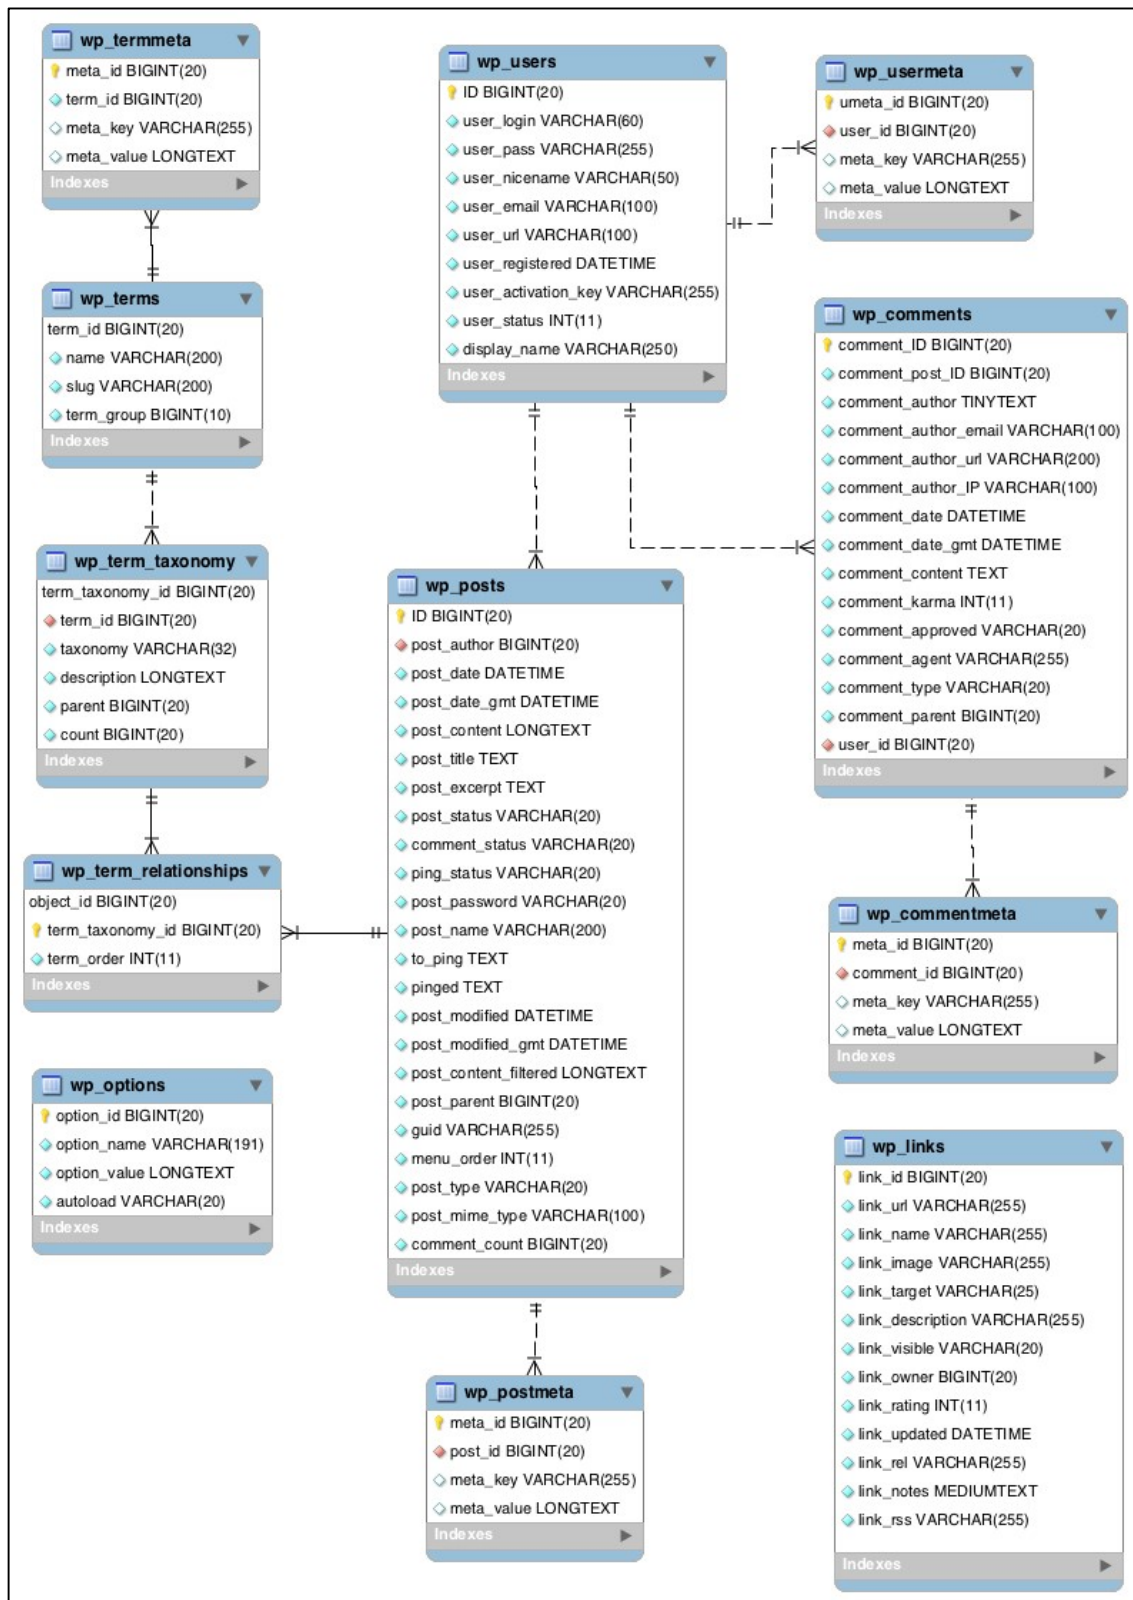 wp_termmeta
meta_id BIGINT(20)
term_id BIGINT(20)
meta_key VARCHAR(255)
meta_value LONGTEXT
Indexes
wp_terms
term_id BIGINT(20)
name VARCHAR(200)
slug VARCHAR(200)
term_group BIGINT(10)
Indexes
wp_term_taxonomy
term_taxonomy_id BIGINT(20)
term_id BIGINT(20)
taxonomy VARCHAR(32)
description LONGTEXT
parent BIGINT(20)
count BIGINT(20)
Indexes
wp_term_relationships
object_id BIGINT(20)
term_taxonomy_id BIGINT(20)
term_order INT(11)
Indexes
wp_options
option_id BIGINT(20)
option_name VARCHAR(191)
option_value LONGTEXT
autoload VARCHAR(20)
Indexes
wp_users
ID BIGINT(20)
user_login VARCHAR(60)
user_pass VARCHAR(255)
user_nicename VARCHAR(50)
user_email VARCHAR(100)
user_url VARCHAR(100)
user_registered DATETIME
user_activation_key VARCHAR(255)
user_status INT(11)
display_name VARCHAR(250)
Indexes
wp_posts
ID BIGINT(20)
post_author BIGINT(20)
post_date DATETIME
post_date_gmt DATETIME
post_content LONGTEXT
post_title TEXT
post_excerpt TEXT
post_status VARCHAR(20)
comment_status VARCHAR(20)
ping_status VARCHAR(20)
post_password VARCHAR(20)
post_name VARCHAR(200)
to_ping TEXT
pinged TEXT
post_modified DATETIME
post_modified_gmt DATETIME
post_content_filtered LONGTEXT
post_parent BIGINT(20)
guid VARCHAR(255)
menu_order INT(11)
post_type VARCHAR(20)
post_mime_type VARCHAR(100)
comment_count BIGINT(20)
Indexes
wp_postmeta
meta_id BIGINT(20)
post_id BIGINT(20)
meta_key VARCHAR(255)
meta_value LONGTEXT
Indexes
wp_usermeta
umeta_id BIGINT(20)
user_id BIGINT(20)
meta_key VARCHAR(255)
meta_value LONGTEXT
Indexes
wp_comments
comment_ID BIGINT(20)
comment_post_ID BIGINT(20)
comment_author TINYTEXT
comment_author_email VARCHAR(100)
comment_author_url VARCHAR(200)
comment_author_IP VARCHAR(100)
comment_date DATETIME
comment_date_gmt DATETIME
comment_content TEXT
comment_karma INT(11)
comment_approved VARCHAR(20)
comment_agent VARCHAR(255)
comment_type VARCHAR(20)
comment_parent BIGINT(20)
user_id BIGINT(20)
Indexes
wp_commentmeta
meta_id BIGINT(20)
comment_id BIGINT(20)
meta_key VARCHAR(255)
meta_value LONGTEXT
Indexes
wp_links
link_id BIGINT(20)
link_url VARCHAR(255)
link_name VARCHAR(255)
link_image VARCHAR(255)
link_target VARCHAR(25)
link_description VARCHAR(255)
link_visible VARCHAR(20)
link_owner BIGINT(20)
link_rating INT(11)
link_updated DATETIME
link_rel VARCHAR(255)
link_notes MEDIUMTEXT
link_rss VARCHAR(255)
Indexes